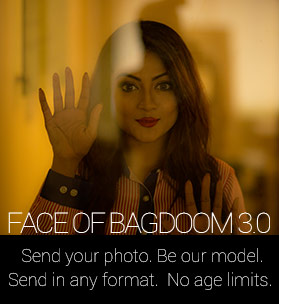 FACE OF BAGDOOM 3.0
Send your photo. Be our model.
Send in any format. No age limits.